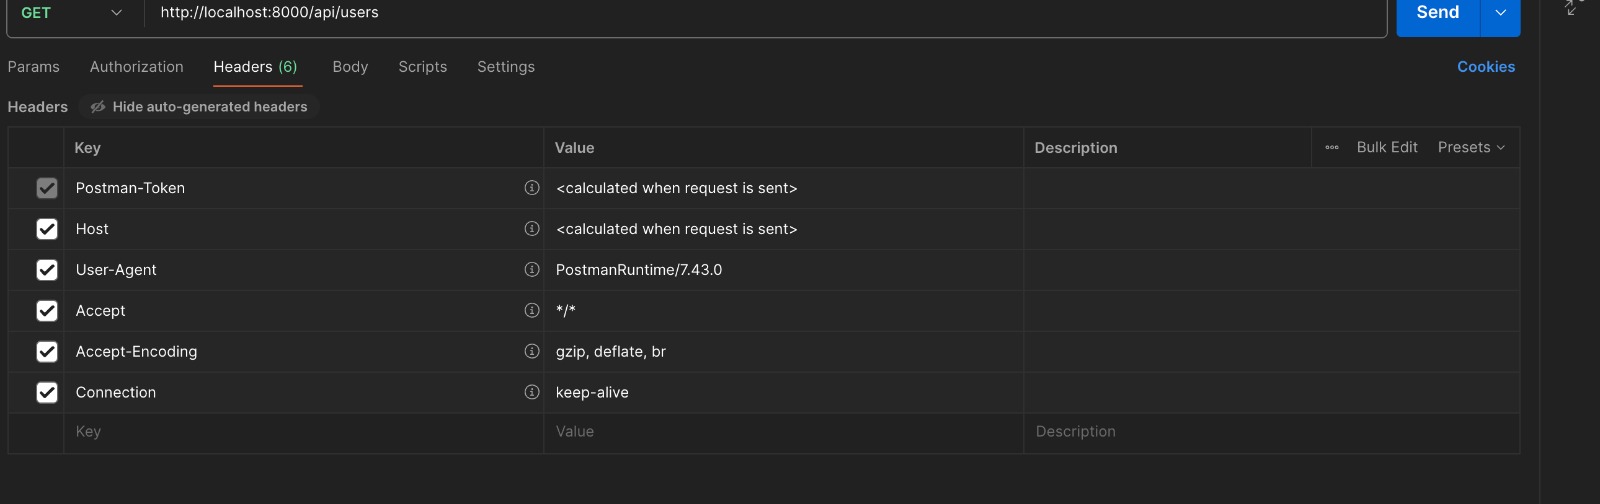 GET http://localhost:8000/api/users Send
Params Authorization Headers (6) Body Scripts Settings Cookies
Headers Hide auto-generated headers
Key Value Description Bulk Edit Presets
Postman-Token <calculated when request is sent>
Host <calculated when request is sent>
User-Agent PostmanRuntime/7.43.0
Accept */*
Accept-Encoding gzip, deflate, br
Connection keep-alive
Key Value Description